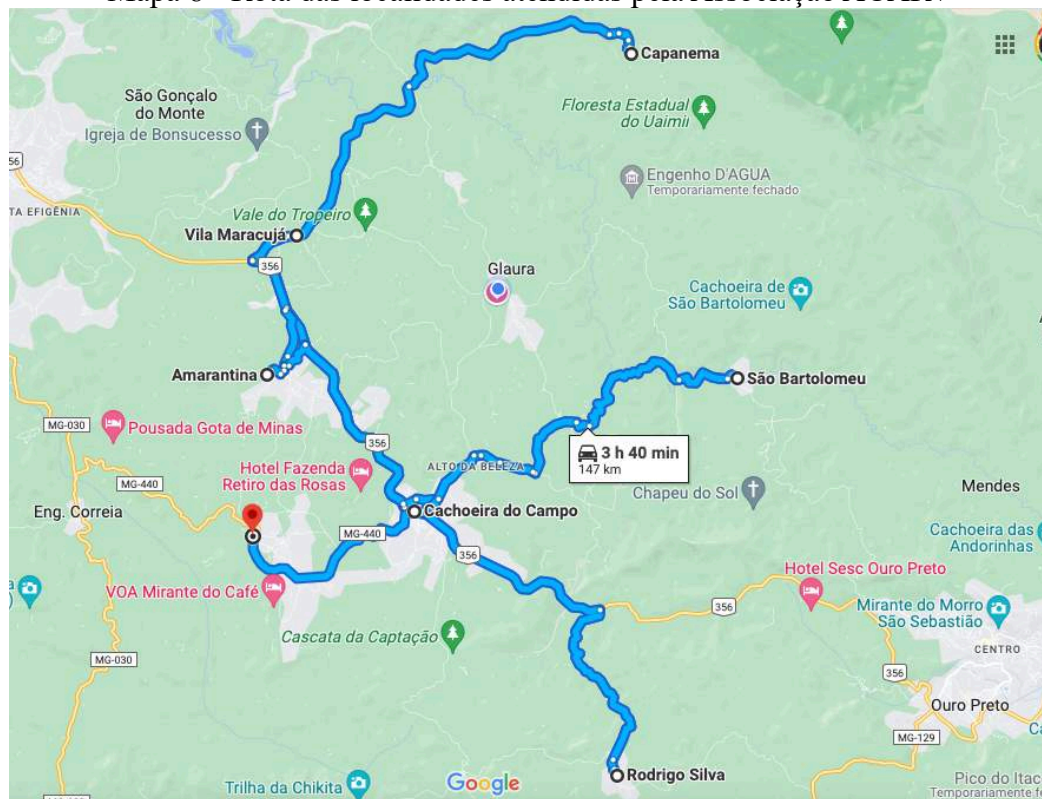 Capanema
São Gonçalo
do Monte
Igreja de Bonsucesso
Floresta Estadual
do Uaimii
356
Engenho D'AGUA
Temporariamente fechado
TA EFIGÊNIA
Vale do Tropeiro
Vila Maracujá
356
Glaura
Cachoeira de
São Bartolomeu
Amarantina
São Bartolomeu
MG-030
Pousada Gota de Minas
356
3 h 40 min
147 km
Hotel Fazenda
Retiro das Rosas
ALTO DA BELEZA
MG-440
Chapeu do Sol
Mendes
Eng. Correia
Cachoeira do Campo
MG-440
Cachoeira das
Andorinhas
356
Hotel Sesc Ouro Preto
VOA Mirante do Café
356
Mirante do Morro
São Sebastião
Cascata da Captação
CENTRO
MG-030
356
Ouro Preto
MG-129
Rodrigo Silva
Google
Trilha da Chikita
Pico do Itac
Temporariamente fe